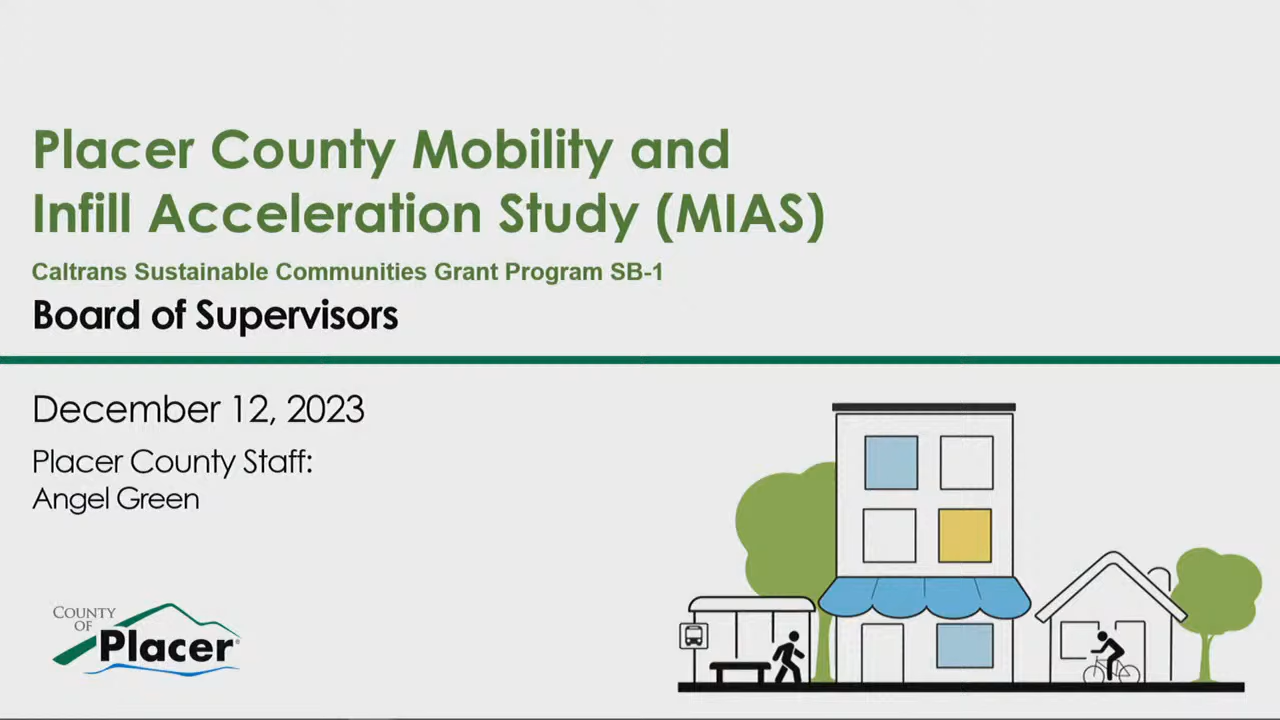 Placer County Mobility and
Infill Acceleration Study (MIAS)
Caltrans Sustainable Communities Grant Program SB-1
Board of Supervisors
December 12, 2023
Placer County Staff:
Angel Green
COUNTY
OF
Placer®